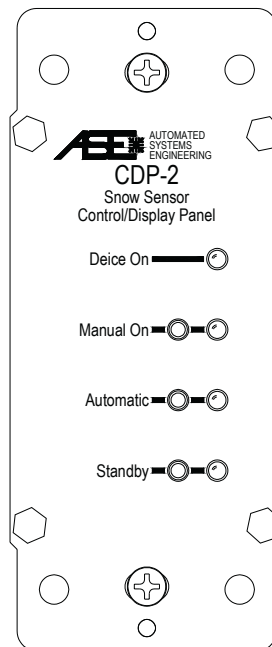 ASE
AUTOMATED
SYSTEMS
ENGINEERING
CDP-2
Snow Sensor
Control/Display Panel
Deice On
Manual On
Automatic
Standby